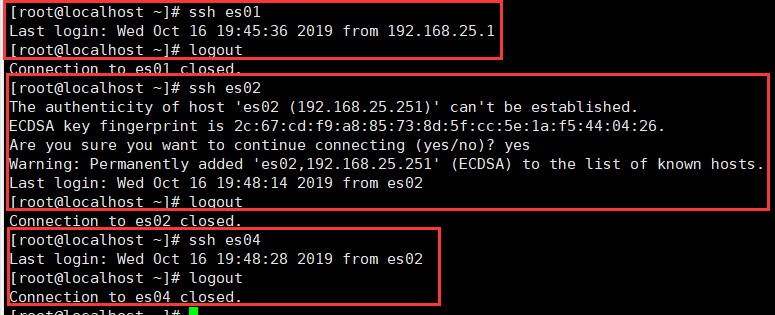 [root@localhost ~]# ssh es01
Last login: Wed Oct 16 19:45:36 2019 from 192.168.25.1
[root@localhost ~]# logout
Connection to es01 closed.
[root@localhost ~]# ssh es02
The authenticity of host 'es02 (192.168.25.251)' can't be established.
ECDSA key fingerprint is 2c:67:cd:f9:a8:85:73:8d:5f:cc:5e:1a:f5:44:04:26.
Are you sure you want to continue connecting (yes/no)? yes
Warning: Permanently added 'es02,192.168.25.251' (ECDSA) to the list of known hosts.
Last login: Wed Oct 16 19:48:14 2019 from es02
[root@localhost ~]# logout
Connection to es02 closed.
[root@localhost ~]# ssh es04
Last login: Wed Oct 16 19:48:28 2019 from es02
[root@localhost ~]# logout
Connection to es04 closed.
[root@localhost ~]#